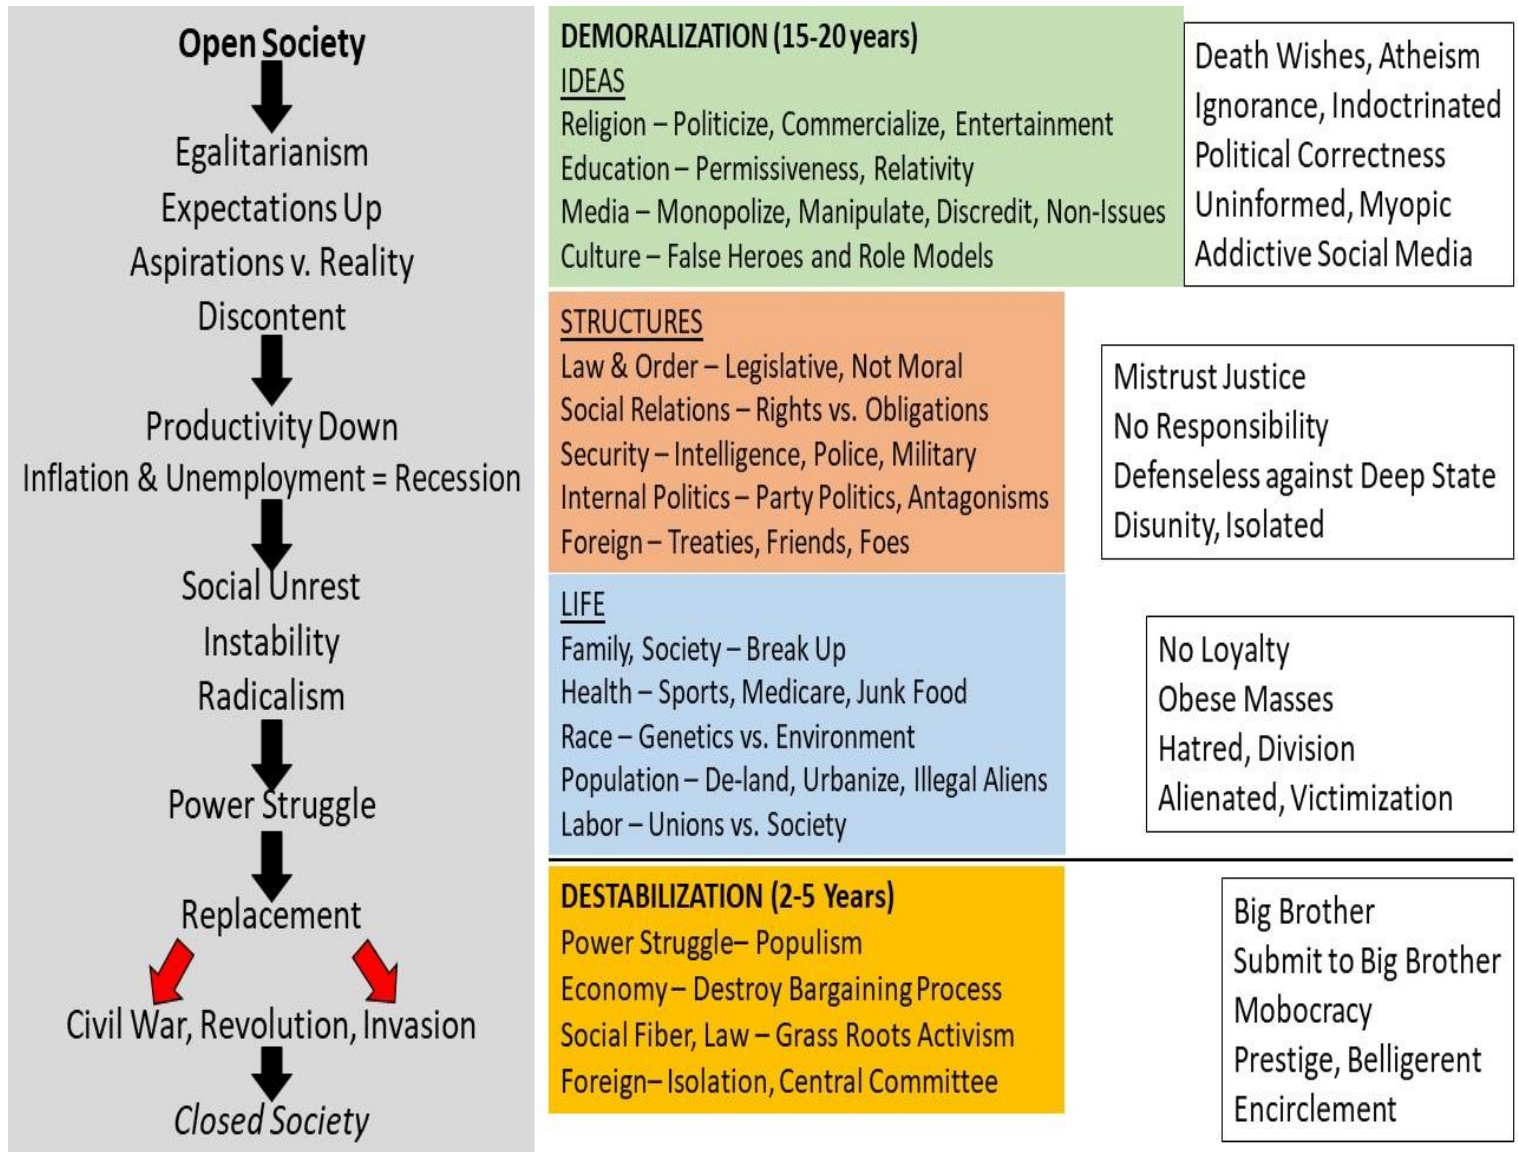 Open Society
Egalitarianism
Expectations Up
Aspirations v. Reality
Discontent
Productivity Down
Inflation & Unemployment = Recession
Social Unrest
Instability
Radicalism
Power Struggle
Replacement
Civil War, Revolution, Invasion
Closed Society
DEMORALIZATION (15-20 years)
IDEAS
Religion – Politicize, Commercialize, Entertainment
Education – Permissiveness, Relativity
Media – Monopolize, Manipulate, Discredit, Non-Issues
Culture – False Heroes and Role Models
Death Wishes, Atheism
Ignorance, Indoctrinated
Political Correctness
Uninformed, Myopic
Addictive Social Media
STRUCTURES
Law & Order – Legislative, Not Moral
Social Relations – Rights vs. Obligations
Security – Intelligence, Police, Military
Internal Politics – Party Politics, Antagonisms
Foreign – Treaties, Friends, Foes
Mistrust Justice
No Responsibility
Defenseless against Deep State
Disunity, Isolated
LIFE
Family, Society – Break Up
Health – Sports, Medicare, Junk Food
Race – Genetics vs. Environment
Population – De-land, Urbanize, Illegal Aliens
Labor – Unions vs. Society
No Loyalty
Obese Masses
Hatred, Division
Alienated, Victimization
DESTABILIZATION (2-5 Years)
Power Struggle– Populism
Economy – Destroy Bargaining Process
Social Fiber, Law – Grass Roots Activism
Foreign– Isolation, Central Committee
Big Brother
Submit to Big Brother
Mobocracy
Prestige, Belligerent
Encirclement